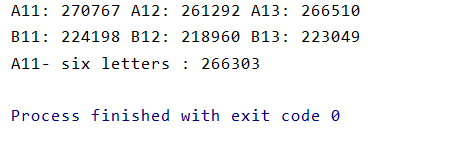 A11: 270767 A12: 261292 A13: 266510
B11: 224198 B12: 218960 B13: 223049
A11- six letters : 266303
Process finished with exit code 0